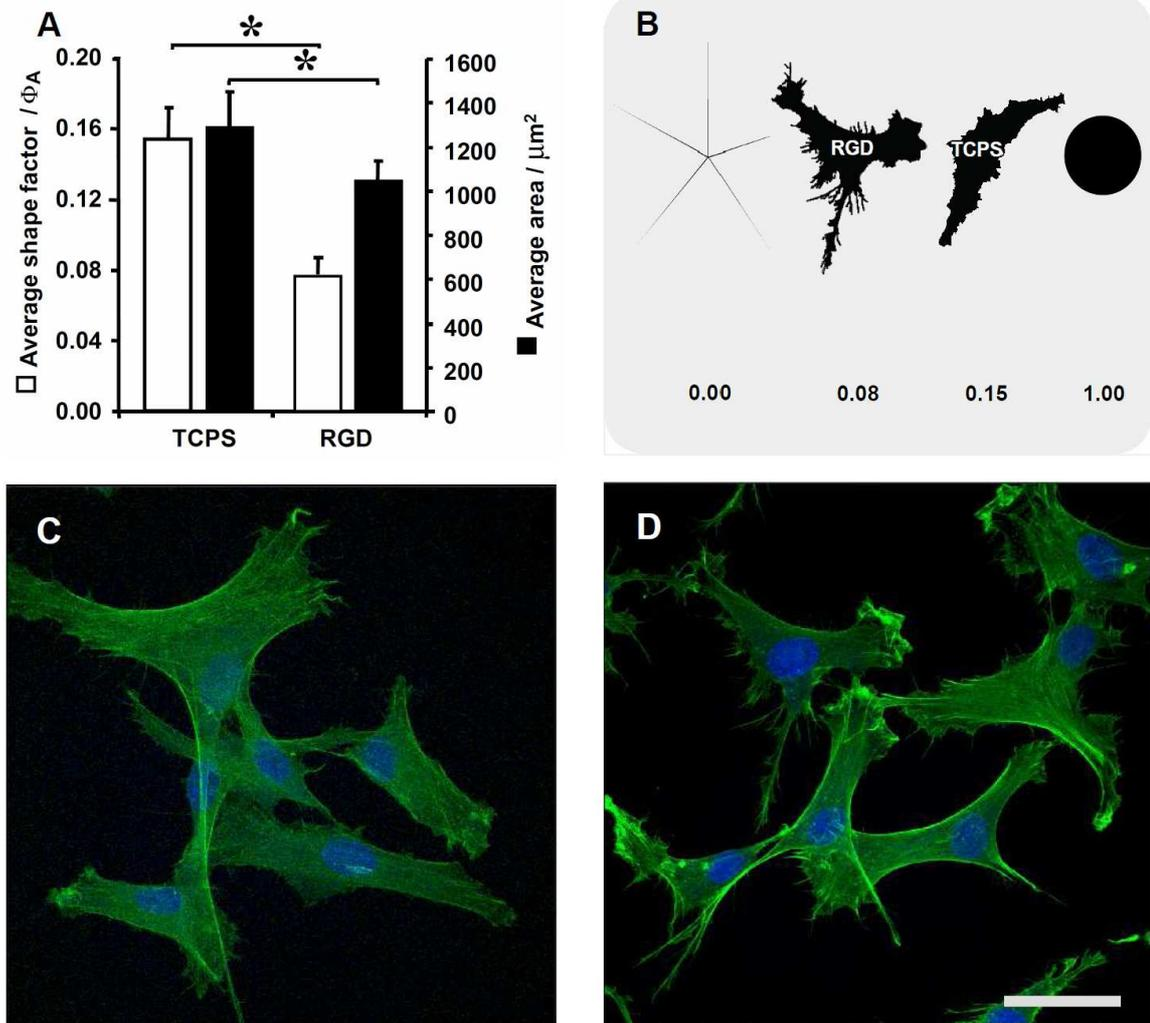 A
*
*
0.20
0.16
0.12
0.08
0.04
0.00
Average shape factor / ΦA
1600
1400
1200
1000
800
600
400
200
0
Average area / μm²
TCPS RGD
B
RGD
TCPS
0.00 0.08 0.15 1.00
C
D